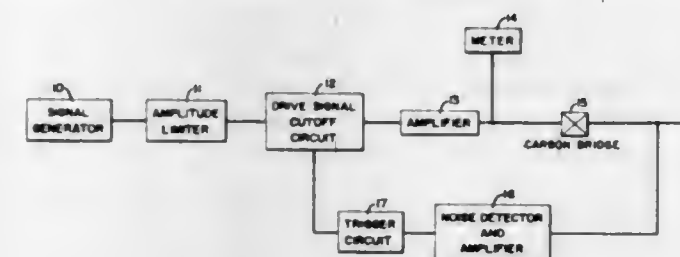 14
METER
10
SIGNAL
GENERATOR
11
AMPLITUDE
LIMITER
12
DRIVE SIGNAL
CUTOFF
CIRCUIT
13
AMPLIFIER
15
CARBON BRIDGE
17
TRIGGER
CIRCUIT
16
NOISE DETECTOR
AND
AMPLIFIER